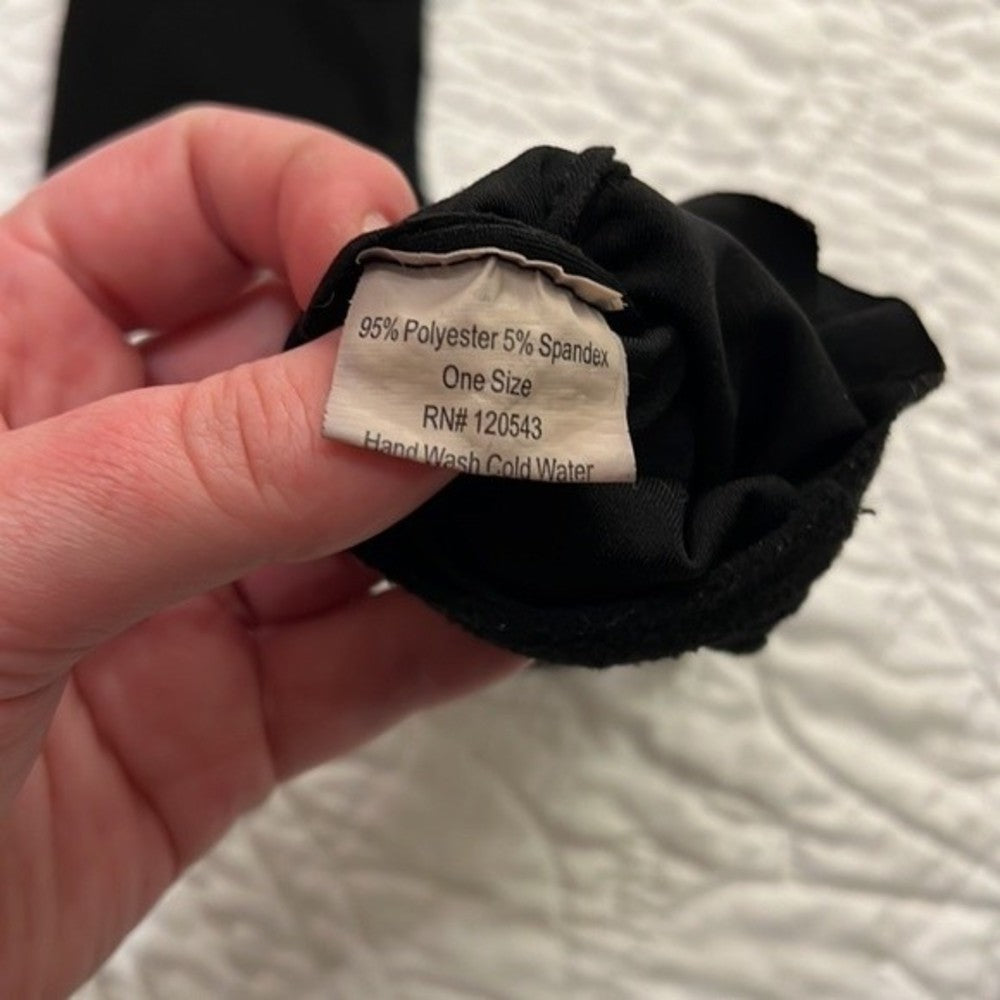 95% Polyester 5% Spandex
One Size
RN# 120543
Hand Wash Cold Water